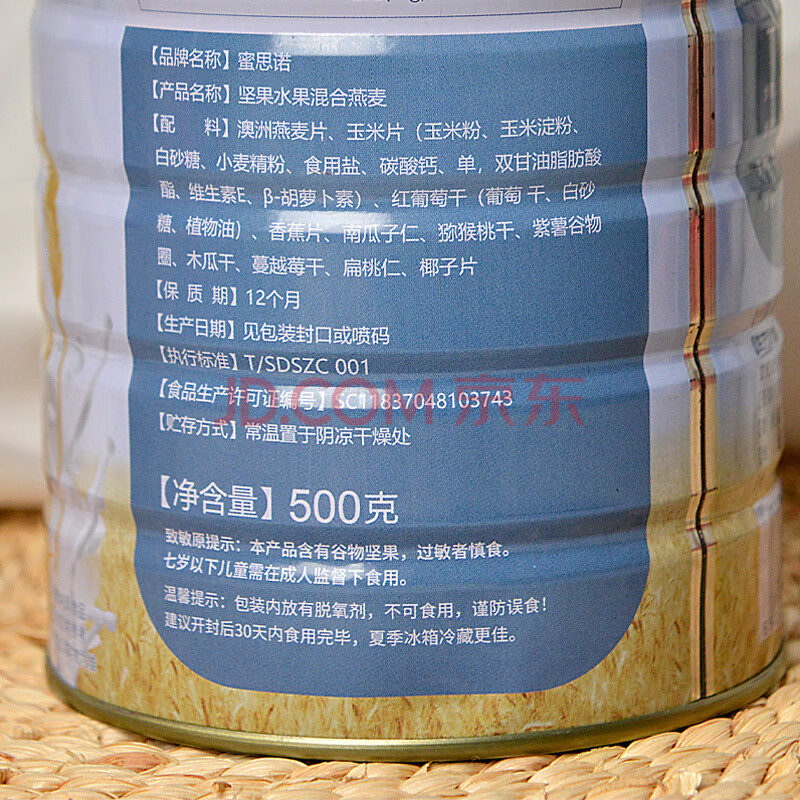 【品牌名称】蜜思诺
【产品名称】坚果水果混合燕麦
【配 料】澳洲燕麦片、玉米片（玉米粉、玉米淀粉、
白砂糖、小麦精粉、食用盐、碳酸钙、单，双甘油脂肪酸
酯、维生素E、β-胡萝卜素）、红葡萄干（葡萄 干、白砂
糖、植物油）、香蕉片、南瓜子仁、猕猴桃干、紫薯谷物
圈、木瓜干、蔓越莓干、扁桃仁、椰子片
【保 质 期】12个月
【生产日期】见包装封口或喷码
【执行标准】T/SDSZC 001
【食品生产许可证编号】SC11837048103743
JD.COM 京东
【贮存方式】常温置于阴凉干燥处
【净含量】500克
致敏原提示：本产品含有谷物坚果，过敏者慎食。
七岁以下儿童需在成人监督下食用。
温馨提示：包装内放有脱氧剂，不可食用，谨防误食！
建议开封后30天内食用完毕，夏季冰箱冷藏更佳。